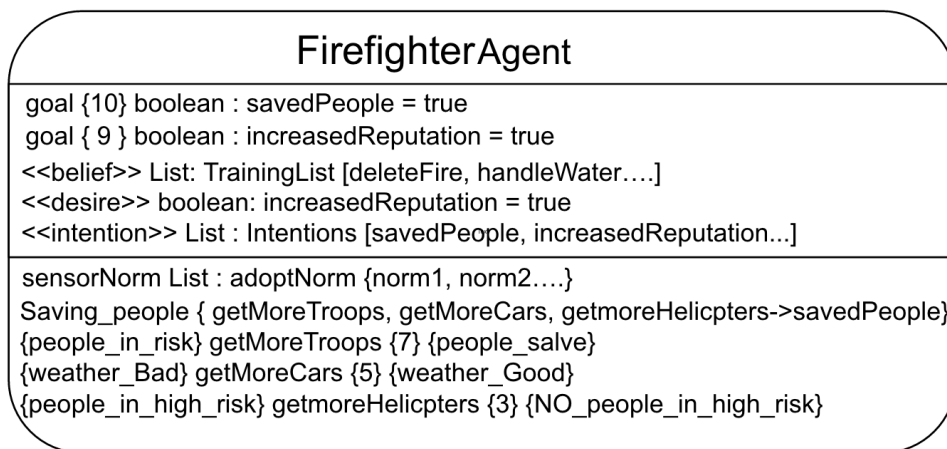 FirefighterAgent
goal {10} boolean : savedPeople = true
goal { 9 } boolean : increasedReputation = true
<<belief>> List: TrainingList [deleteFire, handleWater....]
<<desire>> boolean: increasedReputation = true
<<intention>> List : Intentions [savedPeople, increasedReputation...]
sensorNorm List : adoptNorm {norm1, norm2....}
Saving_people { getMoreTroops, getMoreCars, getmoreHelicpters->savedPeople}
{people_in_risk} getMoreTroops {7} {people_salve}
{weather_Bad} getMoreCars {5} {weather_Good}
{people_in_high_risk} getmoreHelicpters {3} {NO_people_in_high_risk}